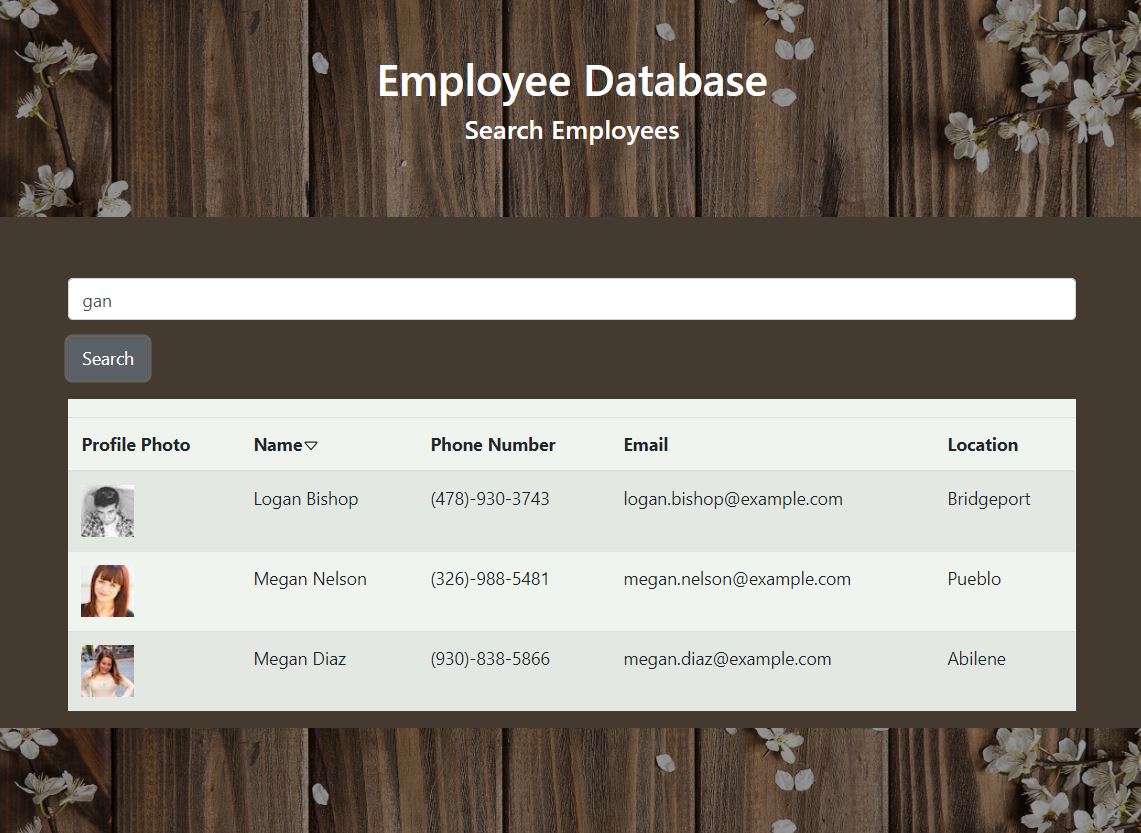 Employee Database
Search Employees
gan
Search
Profile Photo Name Phone Number Email Location
Logan Bishop (478)-930-3743 logan.bishop@example.com Bridgeport
Megan Nelson (326)-988-5481 megan.nelson@example.com Pueblo
Megan Diaz (930)-838-5866 megan.diaz@example.com Abilene